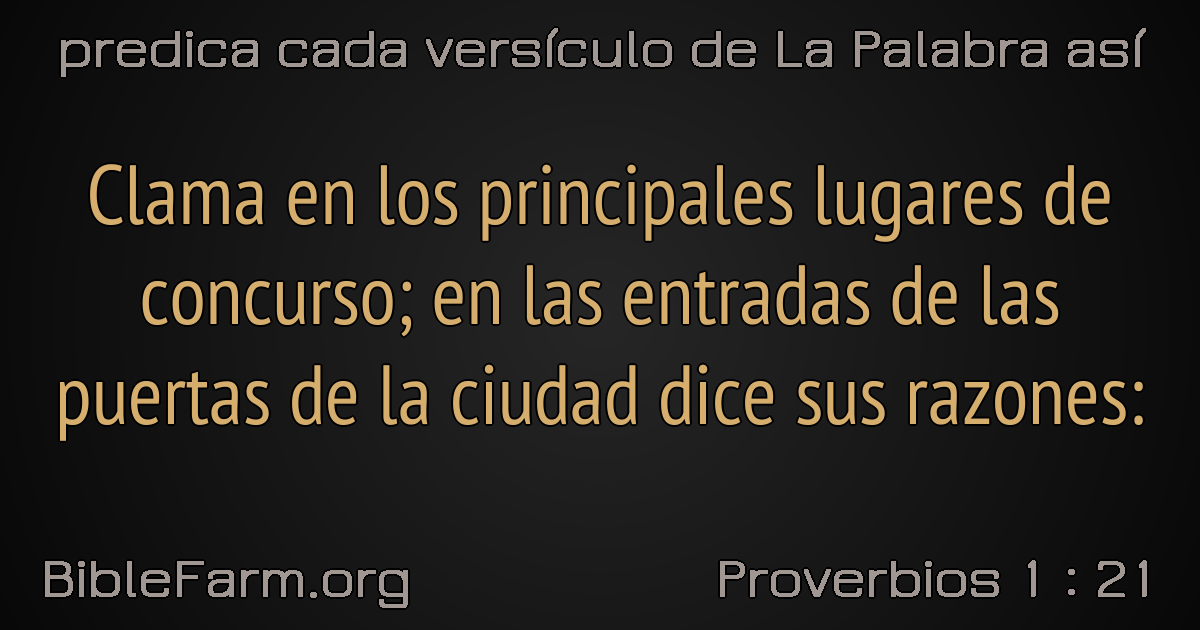 predica cada versículo de La Palabra así
Clama en los principales lugares de
concurso; en las entradas de las
puertas de la ciudad dice sus razones:
BibleFarm.org
Proverbios 1 : 21